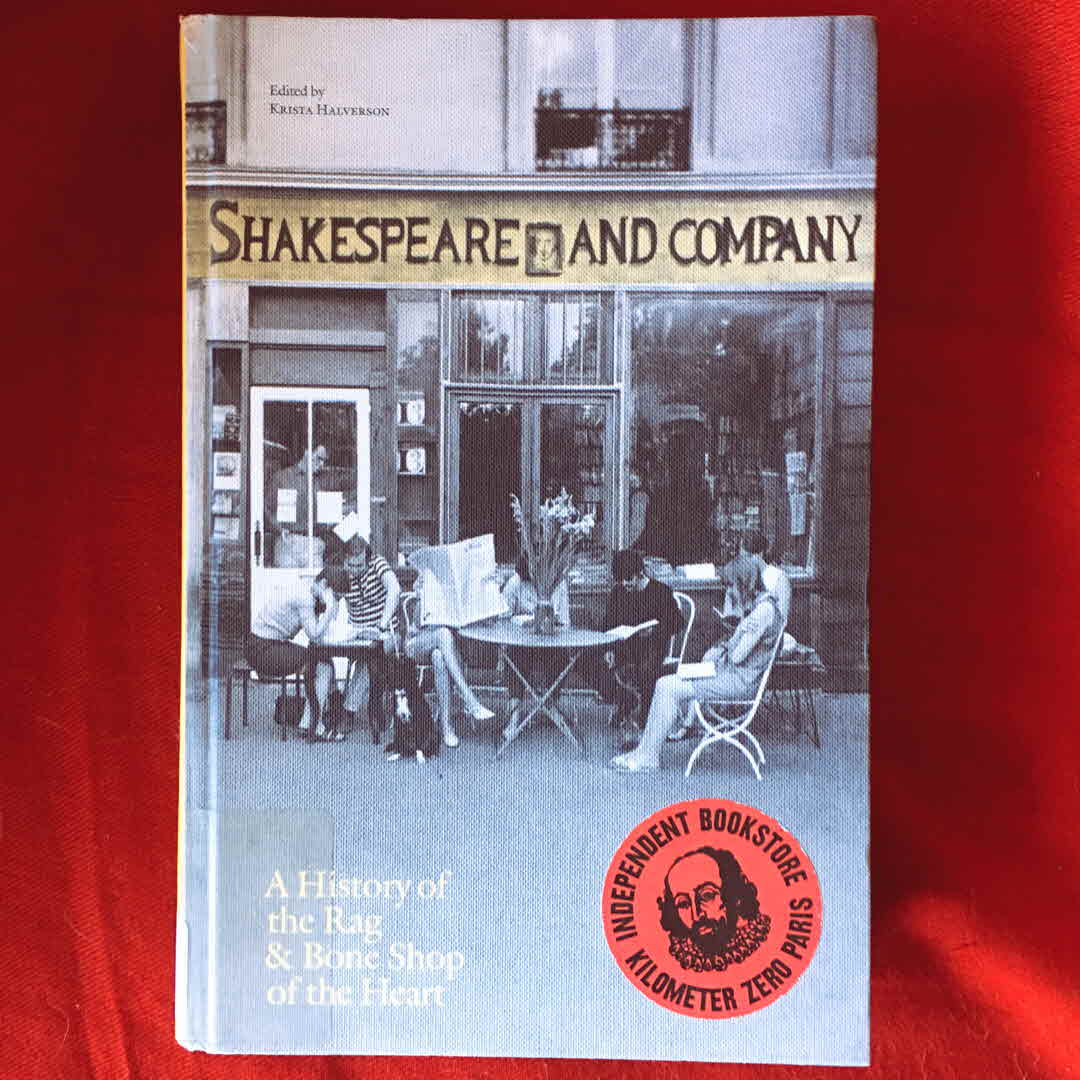 Edited by
KRISTA HALVERSON
SHAKESPEARE AND COMPANY
A History of
the Rag
& Bone Shop
of the Heart
INDEPENDENT BOOKSTORE
KILOMETER ZERO PARIS